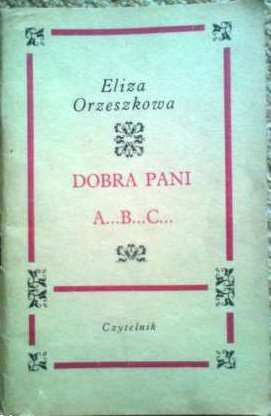 Eliza
Orzeszkowa
DOBRA PANI
A...B...C...
Czytelnik